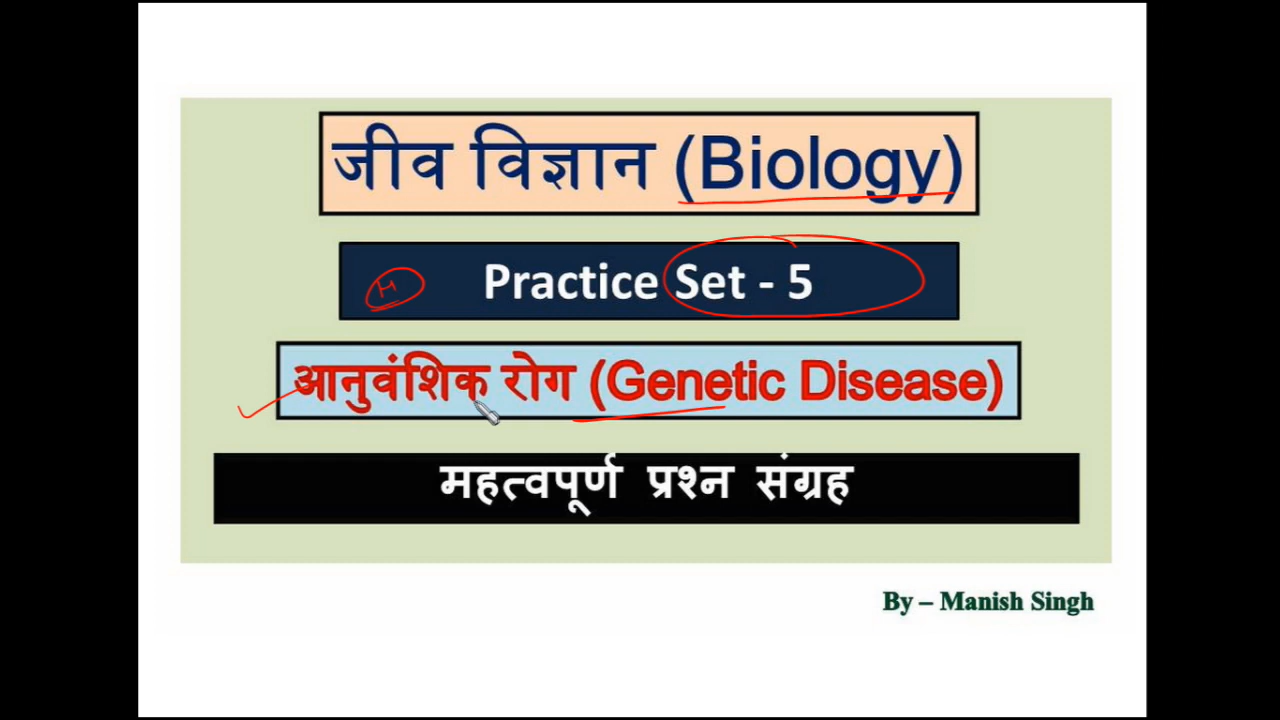 जीव विज्ञान (Biology)
H Practice Set - 5
आनुवंशिक रोग (Genetic Disease)
महत्वपूर्ण प्रश्न संग्रह
By – Manish Singh